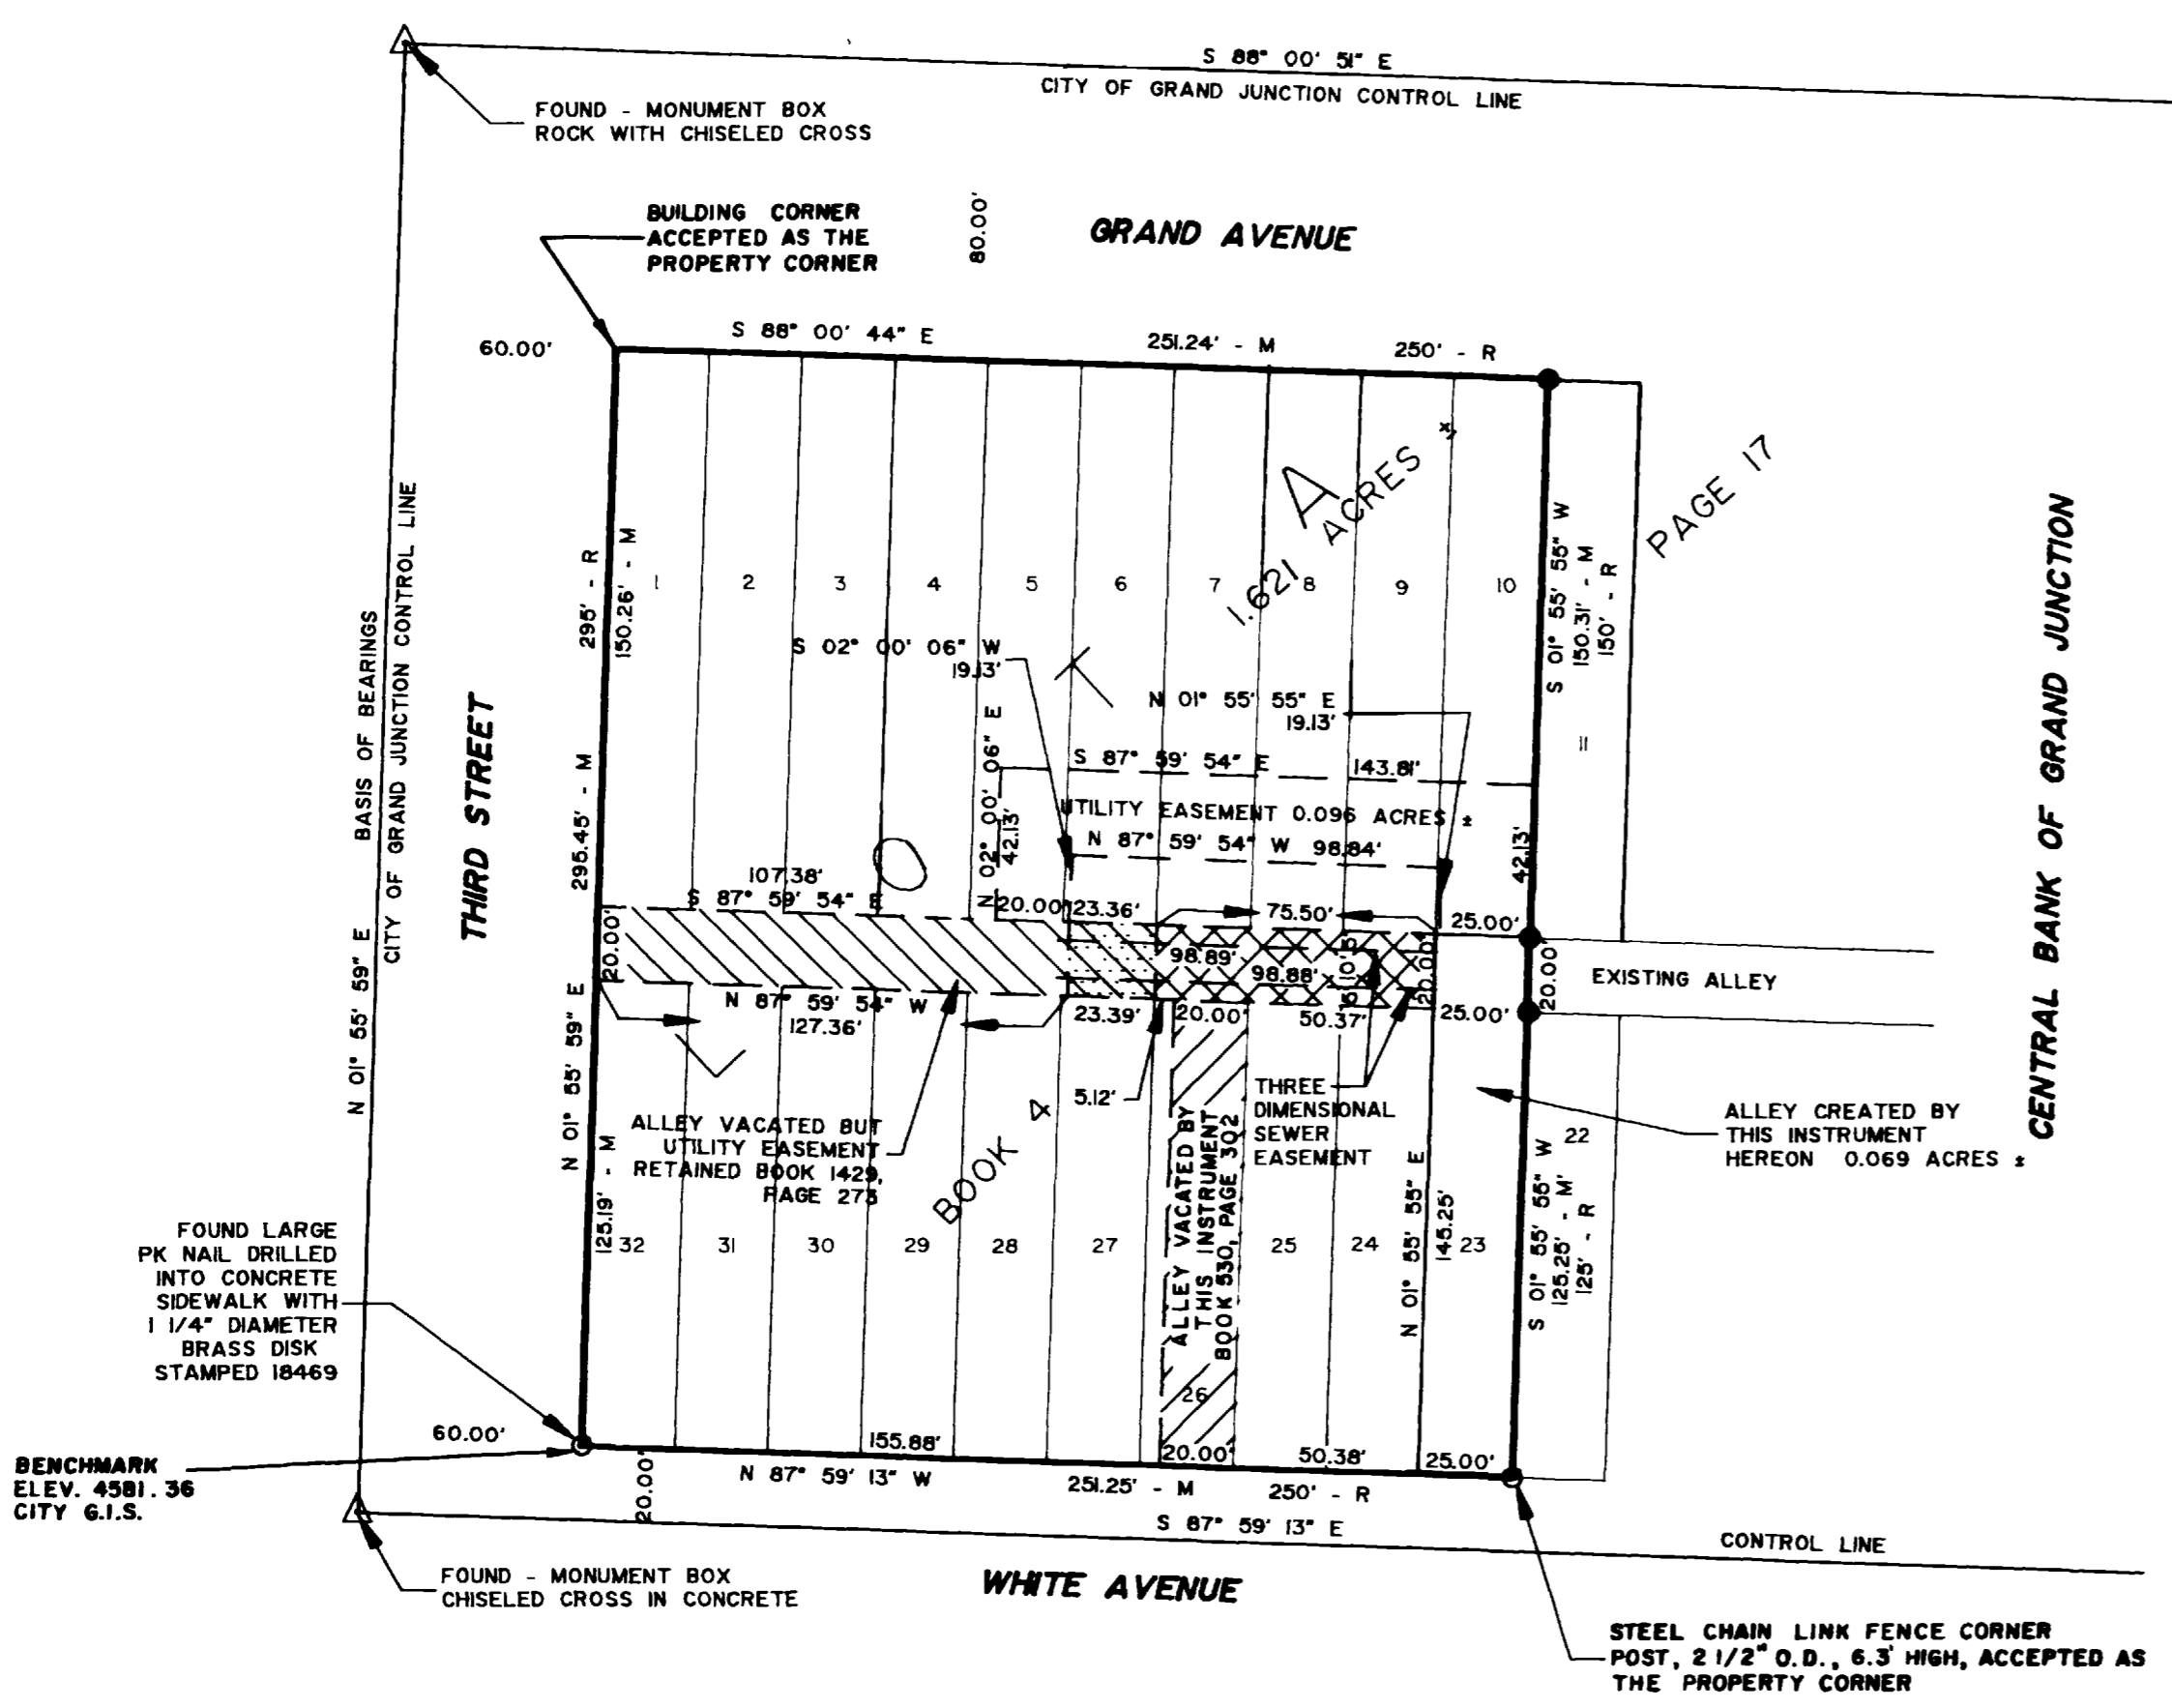 S 88° 00' 51" E
CITY OF GRAND JUNCTION CONTROL LINE
FOUND - MONUMENT BOX
ROCK WITH CHISELED CROSS
BUILDING CORNER
ACCEPTED AS THE
PROPERTY CORNER
80.00'
GRAND AVENUE
60.00'
S 88° 00' 44" E
251.24' - M
250' - R
A
1.621 ACRES
PAGE 17
295' - R
150.26' - M
1
2
3
4
5
6
7
8
9
10
11
S 01° 55' 55" W
150.31' - M
150' - R
CENTRAL BANK OF GRAND JUNCTION
BASIS OF BEARINGS
CITY OF GRAND JUNCTION CONTROL LINE
N 01° 55' 59" E
THIRD STREET
S 02° 00' 06" W
19.13'
N 01° 55' 55" E
19.13'
S 87° 59' 54" E
143.81'
UTILITY EASEMENT 0.096 ACRES ±
N 87° 59' 54" W 98.84'
N 02° 00' 06" E
42.13'
42.13'
295.45' - M
107.38'
S 87° 59' 54" E
20.00'
23.36'
75.50'
25.00'
20.00'
98.89'
98.88'
5'
10'
5'
20.00'
20.00'
EXISTING ALLEY
N 87° 59' 54" W
127.36'
23.39'
20.00'
50.37'
25.00'
N 01° 55' 59" E
125.19' - M
5.12'
THREE
DIMENSIONAL
SEWER
EASEMENT
ALLEY VACATED BUT
UTILITY EASEMENT
RETAINED BOOK 1429,
PAGE 273
BOOK 4
ALLEY VACATED BY
THIS INSTRUMENT
BOOK 530, PAGE 302
ALLEY CREATED BY
THIS INSTRUMENT
HEREON 0.069 ACRES ±
22
N 01° 55' 55" E
145.25'
S 01° 55' 55" W
125.25' - M
125' - R
32
31
30
29
28
27
26
25
24
23
FOUND LARGE
PK NAIL DRILLED
INTO CONCRETE
SIDEWALK WITH
1 1/4" DIAMETER
BRASS DISK
STAMPED 18469
60.00'
BENCHMARK
ELEV. 4581.36
CITY G.I.S.
20.00'
155.88'
20.00'
50.38'
25.00'
N 87° 59' 13" W
251.25' - M
250' - R
S 87° 59' 13" E
CONTROL LINE
FOUND - MONUMENT BOX
CHISELED CROSS IN CONCRETE
WHITE AVENUE
STEEL CHAIN LINK FENCE CORNER
POST, 2 1/2" O.D., 6.3' HIGH, ACCEPTED AS
THE PROPERTY CORNER